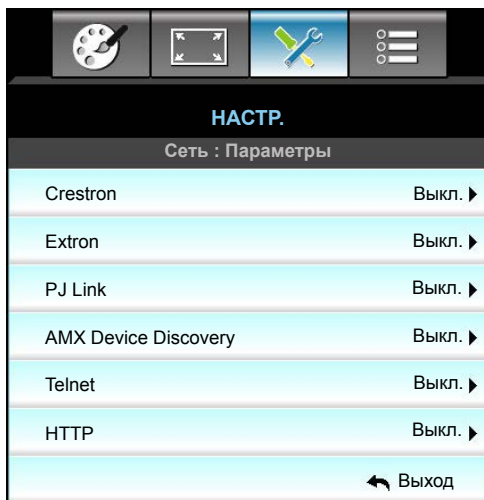 НАСТР.
Сеть : Параметры
Crestron Выкл.
Extron Выкл.
PJ Link Выкл.
AMX Device Discovery Выкл.
Telnet Выкл.
HTTP Выкл.
Выход